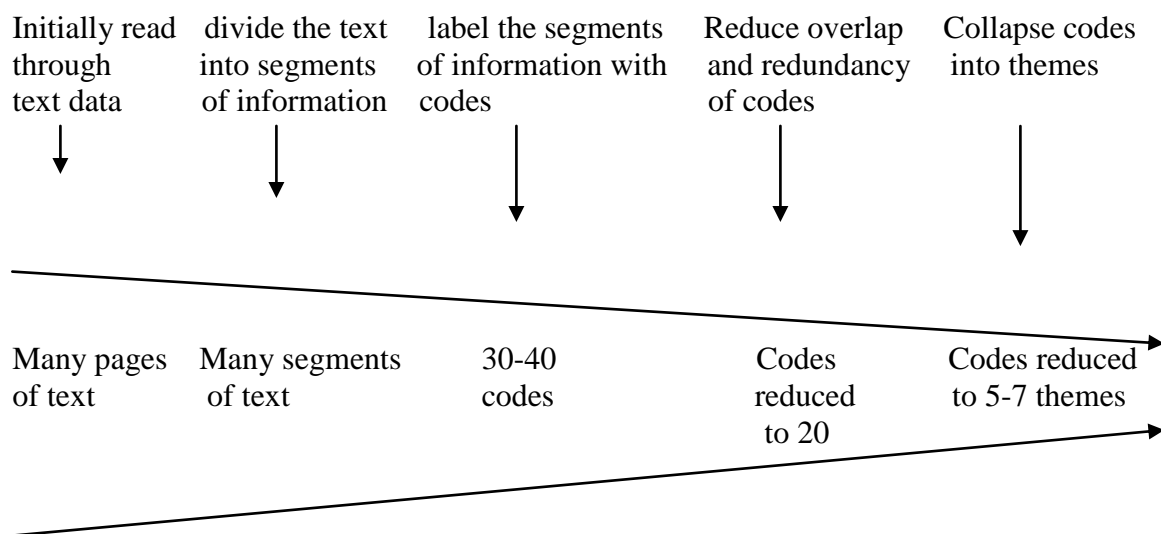 Initially read divide the text label the segments Reduce overlap Collapse codes
through into segments of information with and redundancy into themes
text data of information codes of codes
Many pages Many segments 30-40 Codes Codes reduced
of text of text codes reduced to 5-7 themes
to 20